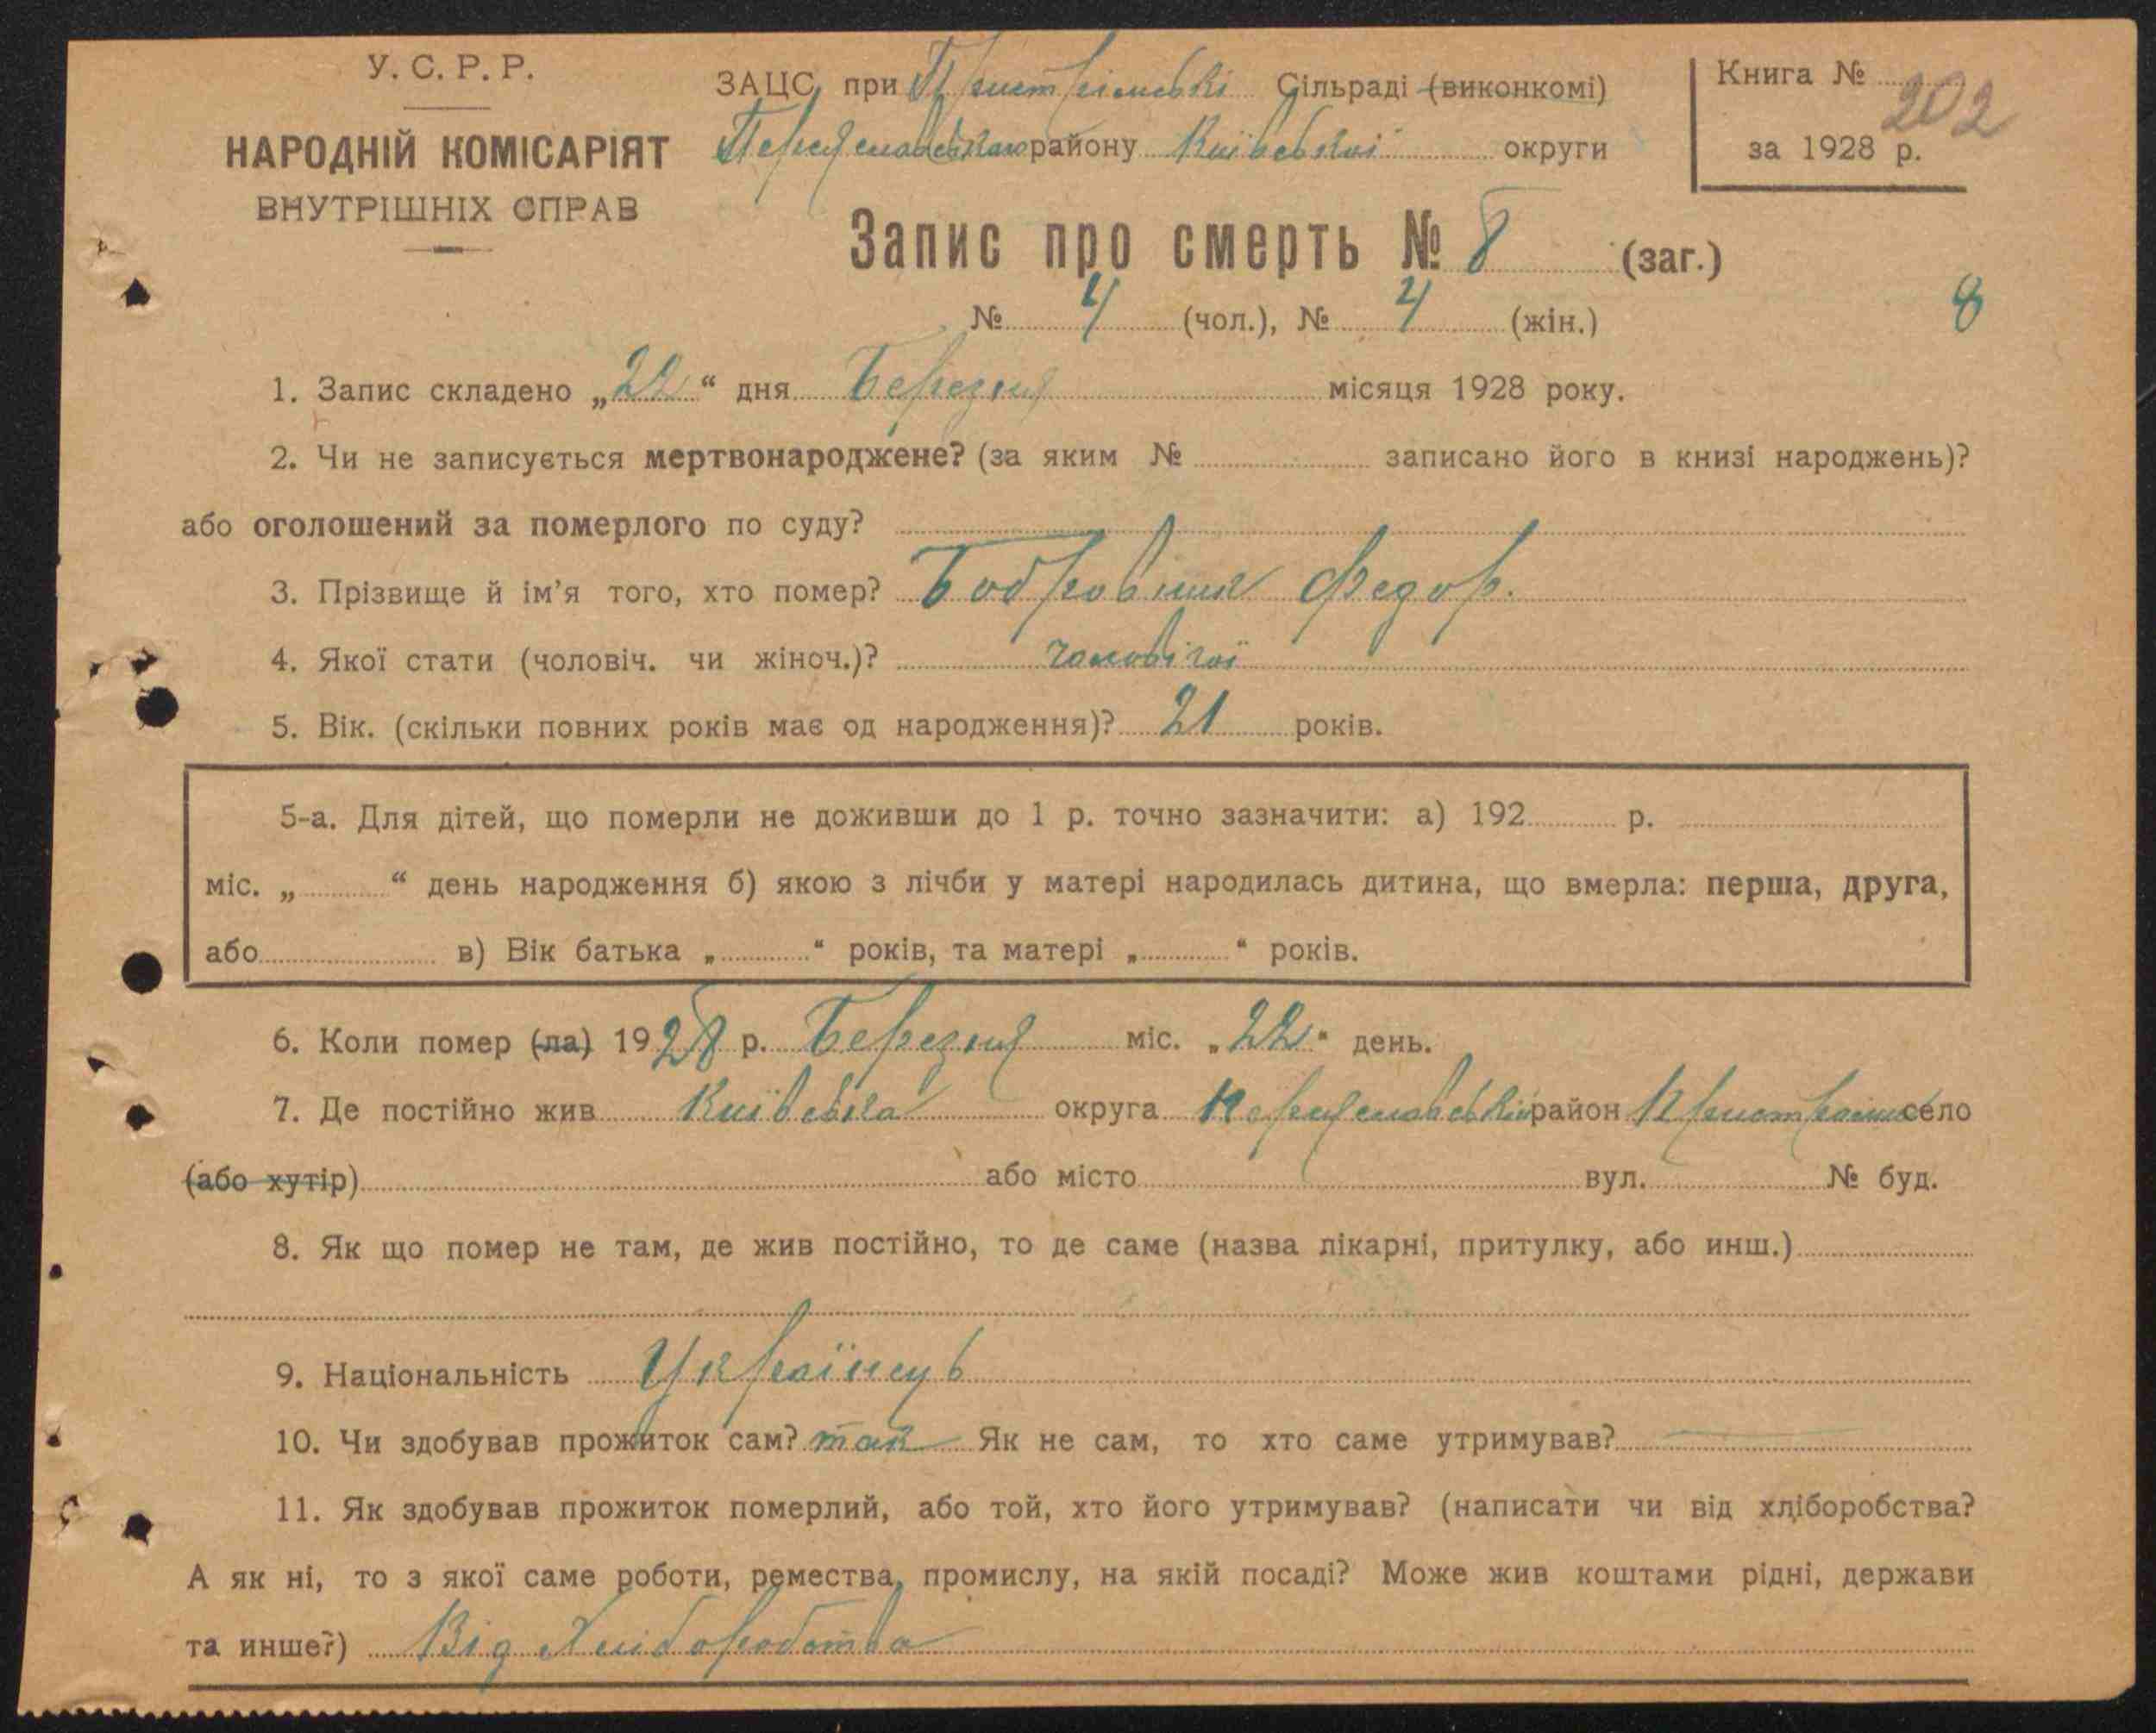 У. С. Р. Р.
НАРОДНІЙ КОМІСАРІЯТ
ВНУТРІШНІХ СПРАВ
ЗАЦС при Пристромській Сільраді (виконкомі)
Переяславського району Київської округи
Книга № 202
за 1928 р.
Запис про смерть № 8 (заг.)
№ 4 (чол.), № 4 (жін.)
8
1. Запис складено „22“ дня Березня місяця 1928 року.
2. Чи не записується мертвонароджене? (за яким № записано його в книзі народжень)?
або оголошений за померлого по суду?
3. Прізвище й ім'я того, хто помер? Федор.
4. Якої стати (чоловіч. чи жіноч.)? чоловічої
5. Вік. (скільки повних років має од народження)? 21 років.
5-а. Для дітей, що померли не доживши до 1 р. точно зазначити: а) 192 р.
міс. „ “ день народження б) якою з лічби у матері народилась дитина, що вмерла: перша, друга,
або в) Вік батька „ “ років, та матері „ “ років.
6. Коли помер (ла) 1928 р. Березня міс. „22“ день.
7. Де постійно жив Київська округа Переяславській район село
(або хутір) або місто вул. № буд.
8. Як що помер не там, де жив постійно, то де саме (назва лікарні, притулку, або инш.)
9. Національність Українець
10. Чи здобував прожиток сам? так Як не сам, то хто саме утримував? —
11. Як здобував прожиток померлий, або той, хто його утримував? (написати чи від хліборобства?
А як ні, то з якої саме роботи, ремества, промислу, на якій посаді? Може жив коштами рідні, держави
та инше?) Від Хліборобства